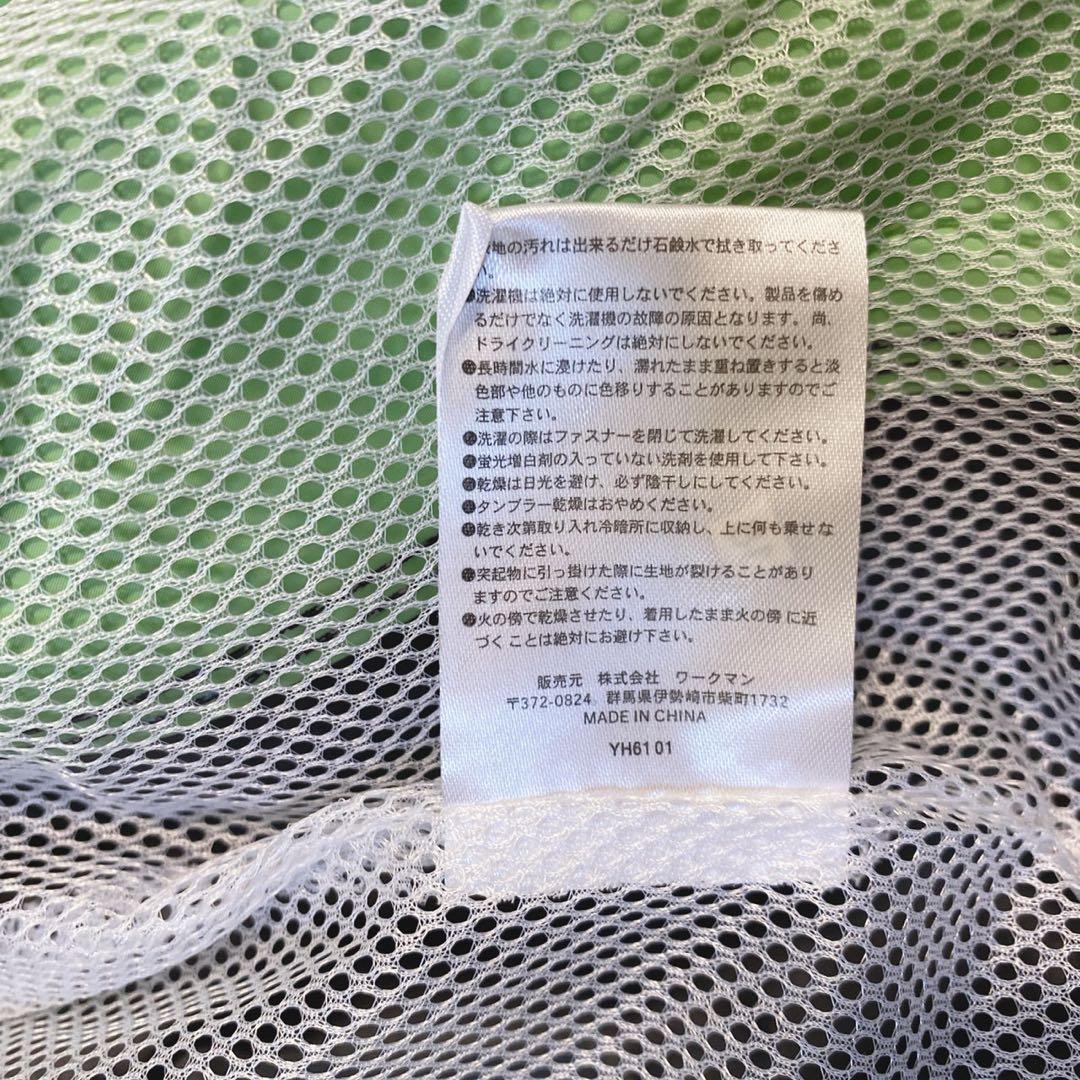 地の汚れは出来るだけ石鹸水で拭き取ってくださ
い。
●洗濯機は絶対に使用しないでください。製品を傷め
るだけでなく洗濯機の故障の原因となります。尚、
ドライクリーニングは絶対にしないでください。
●長時間水に浸けたり、濡れたまま重ね置きすると淡
色部や他のものに色移りすることがありますのでご
注意下さい。
●洗濯の際はファスナーを閉じて洗濯してください。
●蛍光増白剤の入っていない洗剤を使用して下さい。
●乾燥は日光を避け、必ず陰干しにしてください。
●タンブラー乾燥はおやめください。
●乾き次第取り入れ冷暗所に収納し、上に何も乗せな
いでください。
●突起物に引っ掛けた際に生地が裂けることがあり
ますのでご注意ください。
●火の傍で乾燥させたり、着用したまま火の傍に近
づくことは絶対にお避け下さい。
販売元 株式会社 ワークマン
〒372-0824 群馬県伊勢崎市柴町1732
MADE IN CHINA
YH61 01